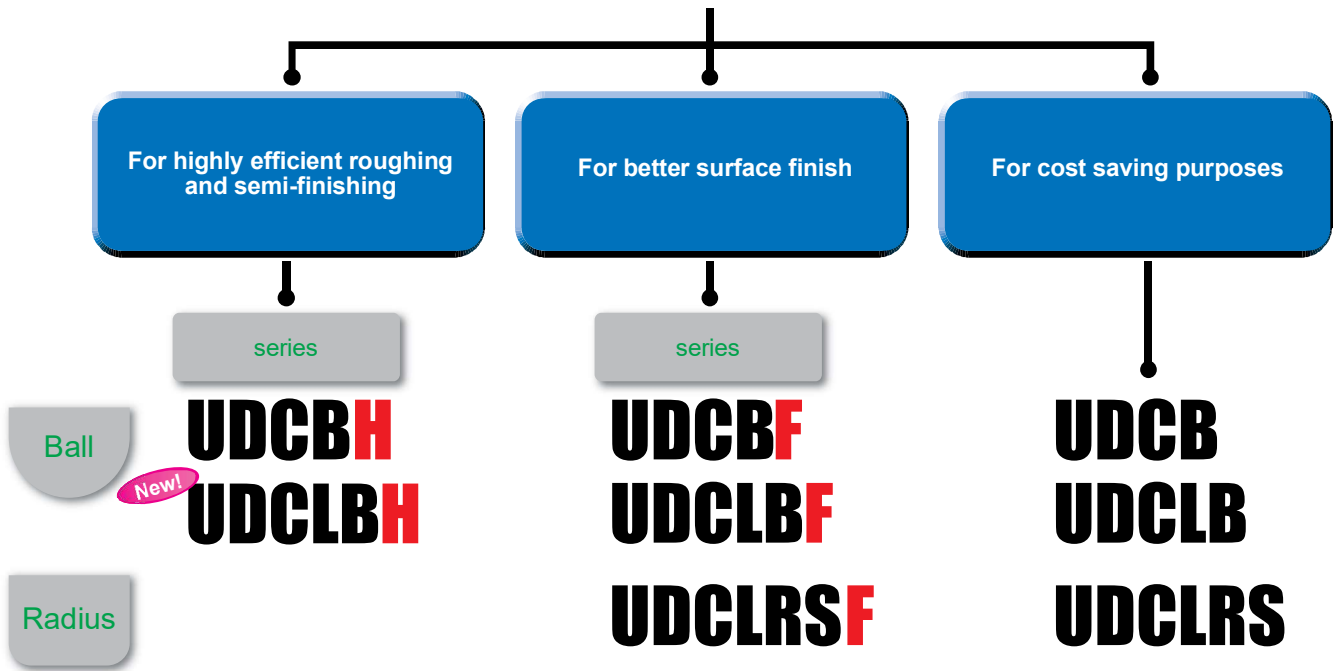 For highly efficient roughing
and semi-finishing
For better surface finish
For cost saving purposes
series
series
Ball
UDCBH
UDCBF
UDCB
New!
UDCLBH
UDCLBF
UDCLB
Radius
UDCLRSF
UDCLRS